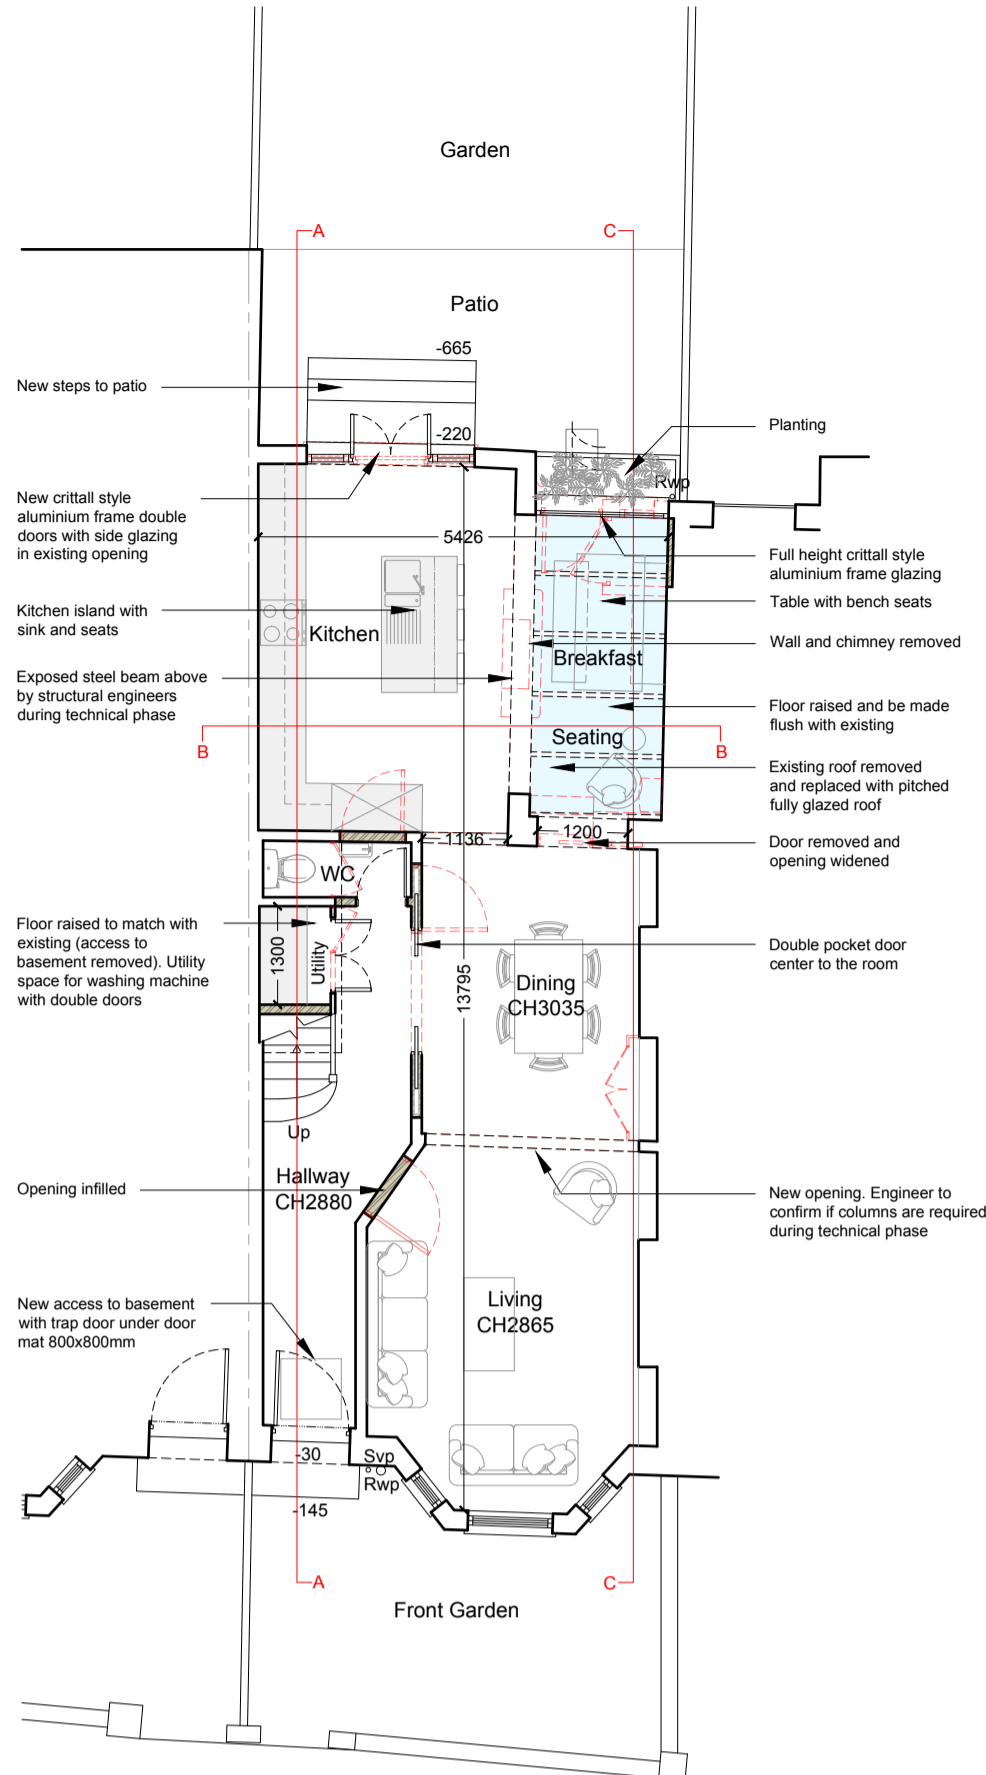 Garden
A
C
Patio
-665
New steps to patio
-220
Planting
Rwp
New crittall style
aluminium frame double
doors with side glazing
in existing opening
5426
Full height crittall style
aluminium frame glazing
Table with bench seats
Kitchen island with
sink and seats
Kitchen
Wall and chimney removed
Breakfast
Exposed steel beam above
by structural engineers
during technical phase
Floor raised and be made
flush with existing
Seating
B
B
Existing roof removed
and replaced with pitched
fully glazed roof
1136
1200
Door removed and
opening widened
WC
Floor raised to match with
existing (access to
basement removed). Utility
space for washing machine
with double doors
1300
Utility
13795
Double pocket door
center to the room
Dining
CH3035
Up
Hallway
CH2880
Opening infilled
New opening. Engineer to
confirm if columns are required
during technical phase
Living
CH2865
New access to basement
with trap door under door
mat 800x800mm
-30
Svp
Rwp
-145
A
C
Front Garden